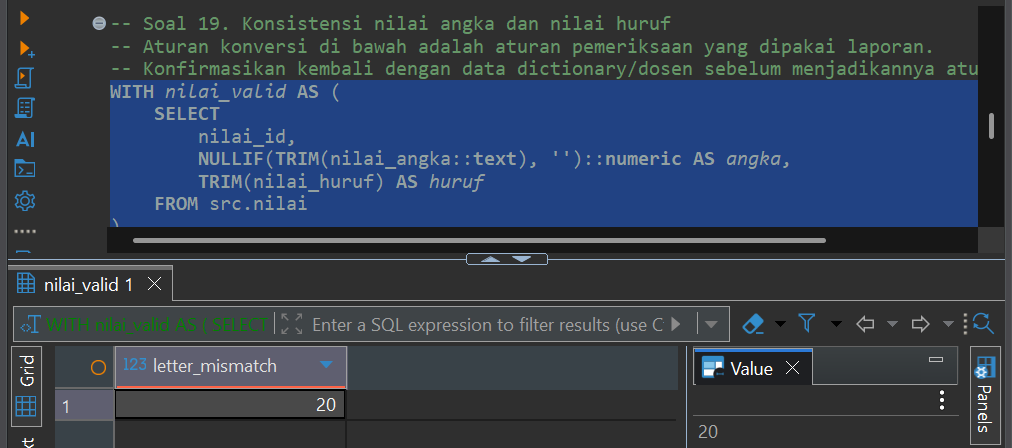 -- Soal 19. Konsistensi nilai angka dan nilai huruf
-- Aturan konversi di bawah adalah aturan pemeriksaan yang dipakai laporan.
-- Konfirmasikan kembali dengan data dictionary/dosen sebelum menjadikannya atu
WITH nilai_valid AS (
SELECT
nilai_id,
NULLIF(TRIM(nilai_angka::text), '')::numeric AS angka,
TRIM(nilai_huruf) AS huruf
FROM src.nilai
)
AI
nilai_valid 1
WITH nilai_valid AS ( SELECT
Enter a SQL expression to filter results (use C
Grid
123 letter_mismatch
1
20
Value
20
Panels